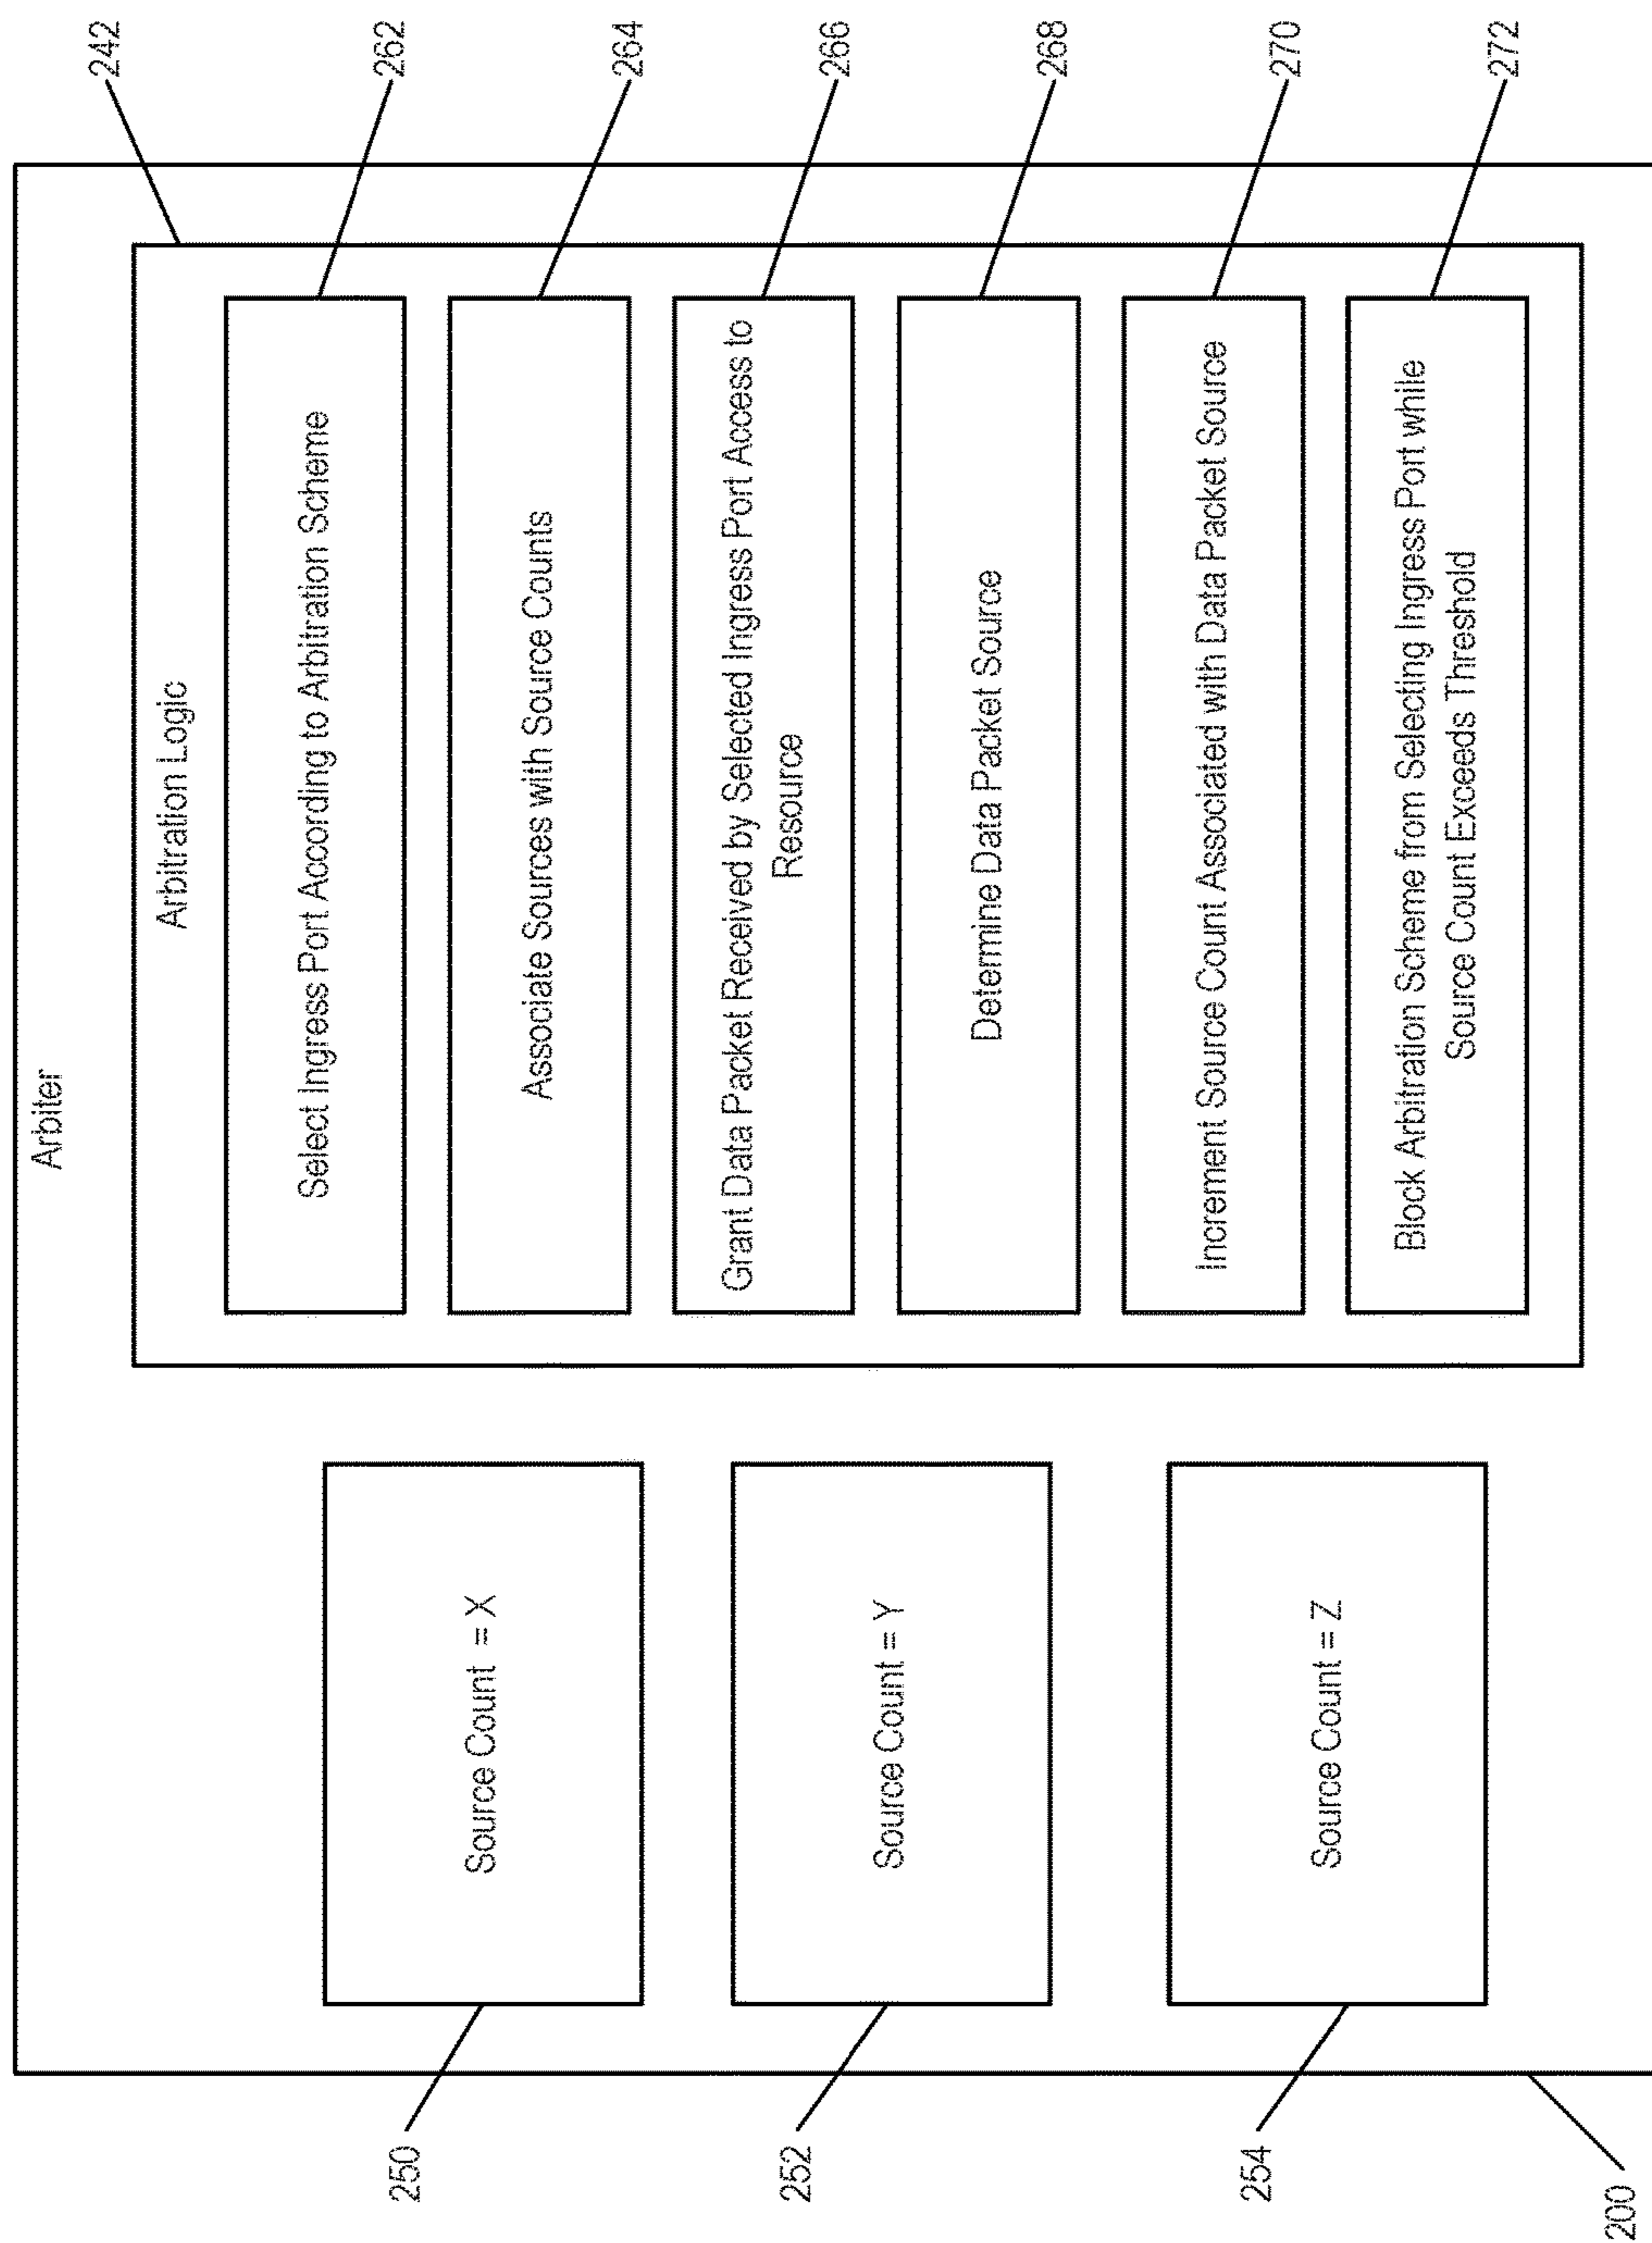 Arbiter
242
Arbitration Logic
262
Select Ingress Port According to Arbitration Scheme
264
Associate Sources with Source Counts
266
Grant Data Packet Received by Selected Ingress Port Access to
Resource
268
Determine Data Packet Source
270
Increment Source Count Associated with Data Packet Source
272
Block Arbitration Scheme from Selecting Ingress Port while
Source Count Exceeds Threshold
250
Source Count = X
252
Source Count = Y
254
Source Count = Z
200